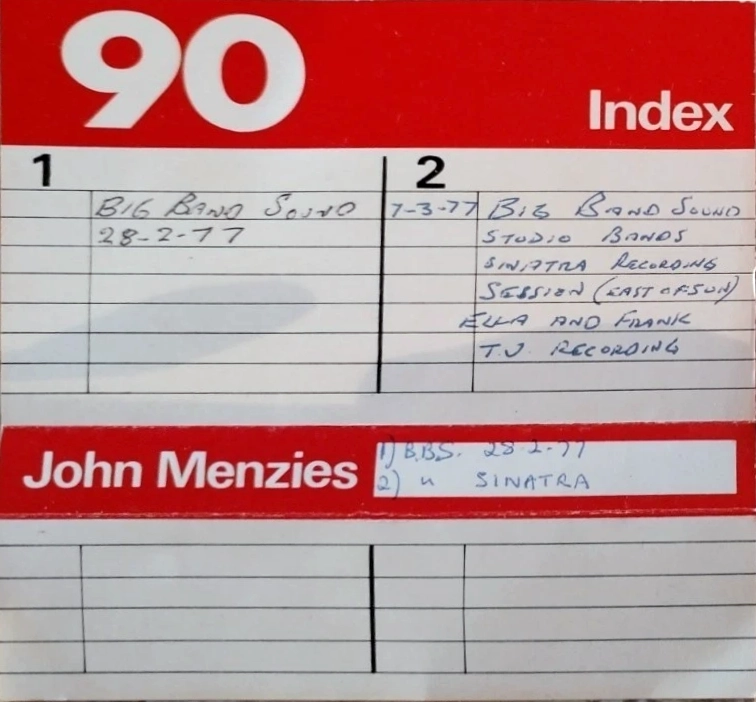 90
Index
1
BIG BAND SOUND
28-2-77
2
7-3-77 BIG BAND SOUND
STUDIO BANDS
SINATRA RECORDING
SESSION (EAST OF SUN)
ELLA AND FRANK
T.V. RECORDING
John Menzies
1) B.B.S. 28-2-77
2) " SINATRA